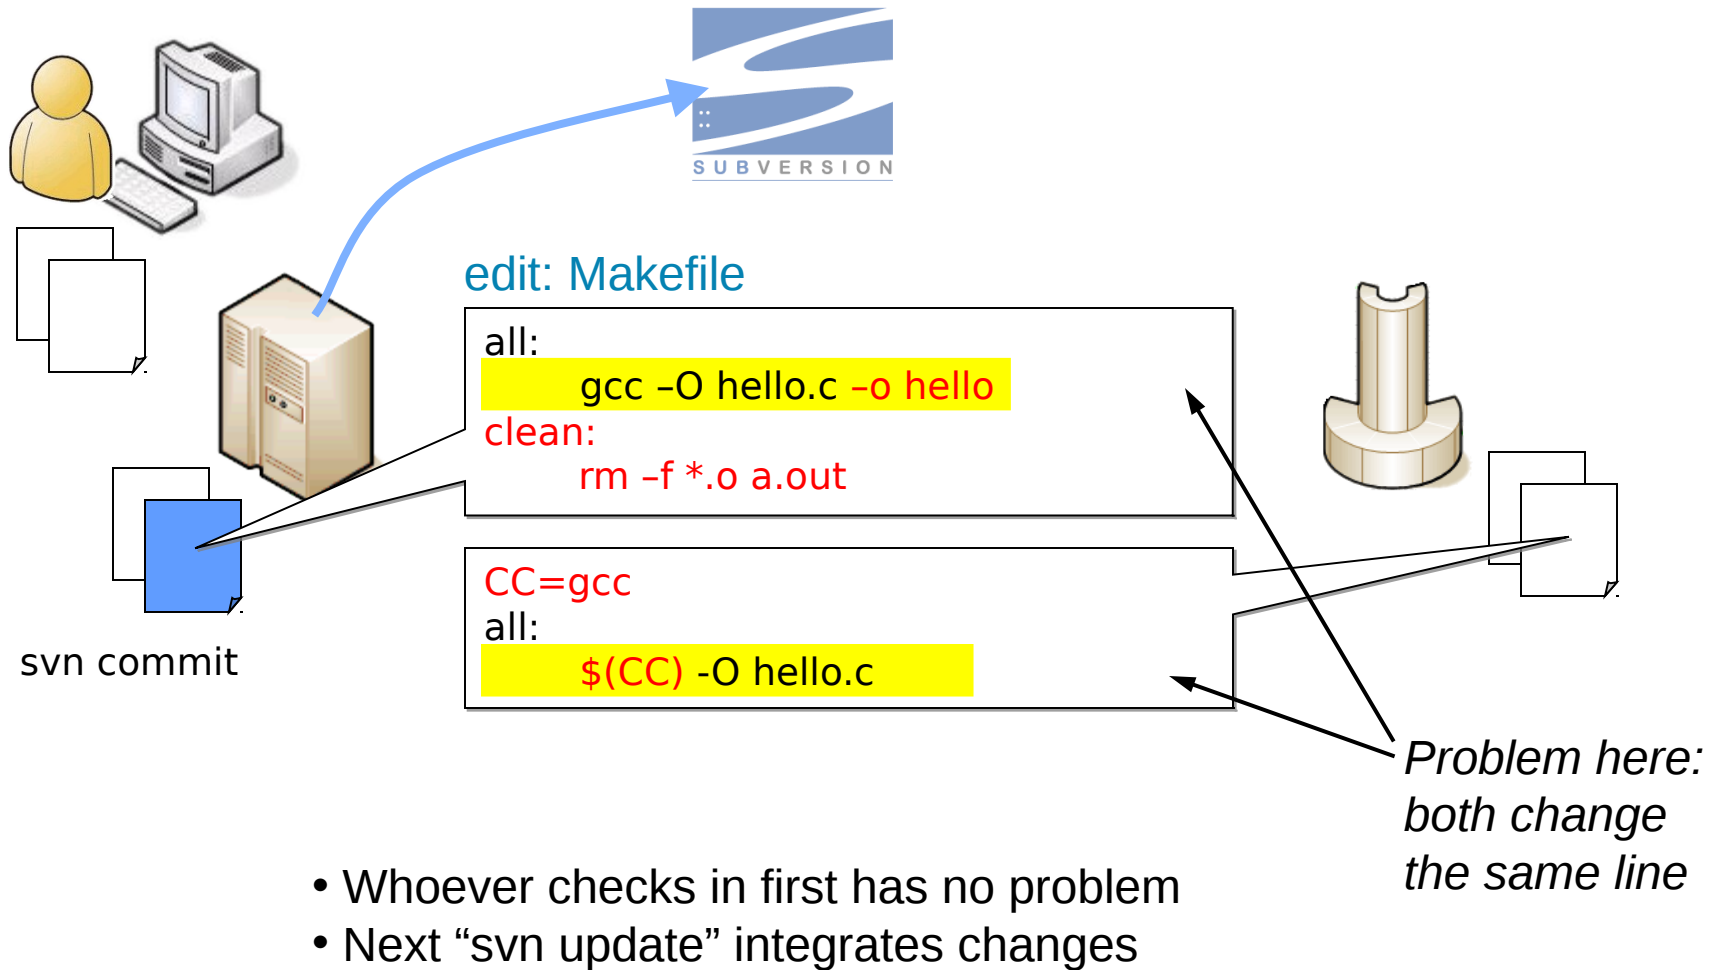 SUBVERSION
edit: Makefile
all:
gcc –O hello.c –o hello
clean:
rm –f *.o a.out
CC=gcc
all:
$(CC) -O hello.c
svn commit
Problem here:
both change
the same line
• Whoever checks in first has no problem
• Next “svn update” integrates changes